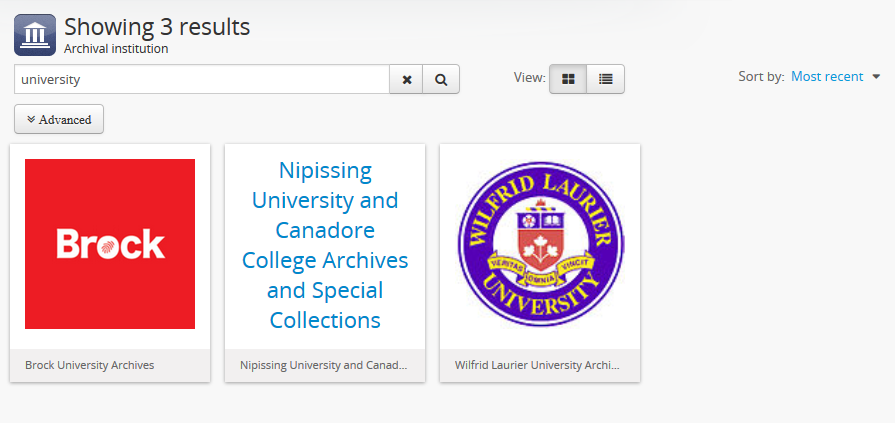 Showing 3 results
Archival institution
university
View:
Sort by: Most recent
Advanced
Brock
Nipissing
University and
Canadore
College Archives
and Special
Collections
WILFRID LAURIER
VERITAS OMNIA VINCIT
UNIVERSITY
Brock University Archives
Nipissing University and Canad...
Wilfrid Laurier University Archi...